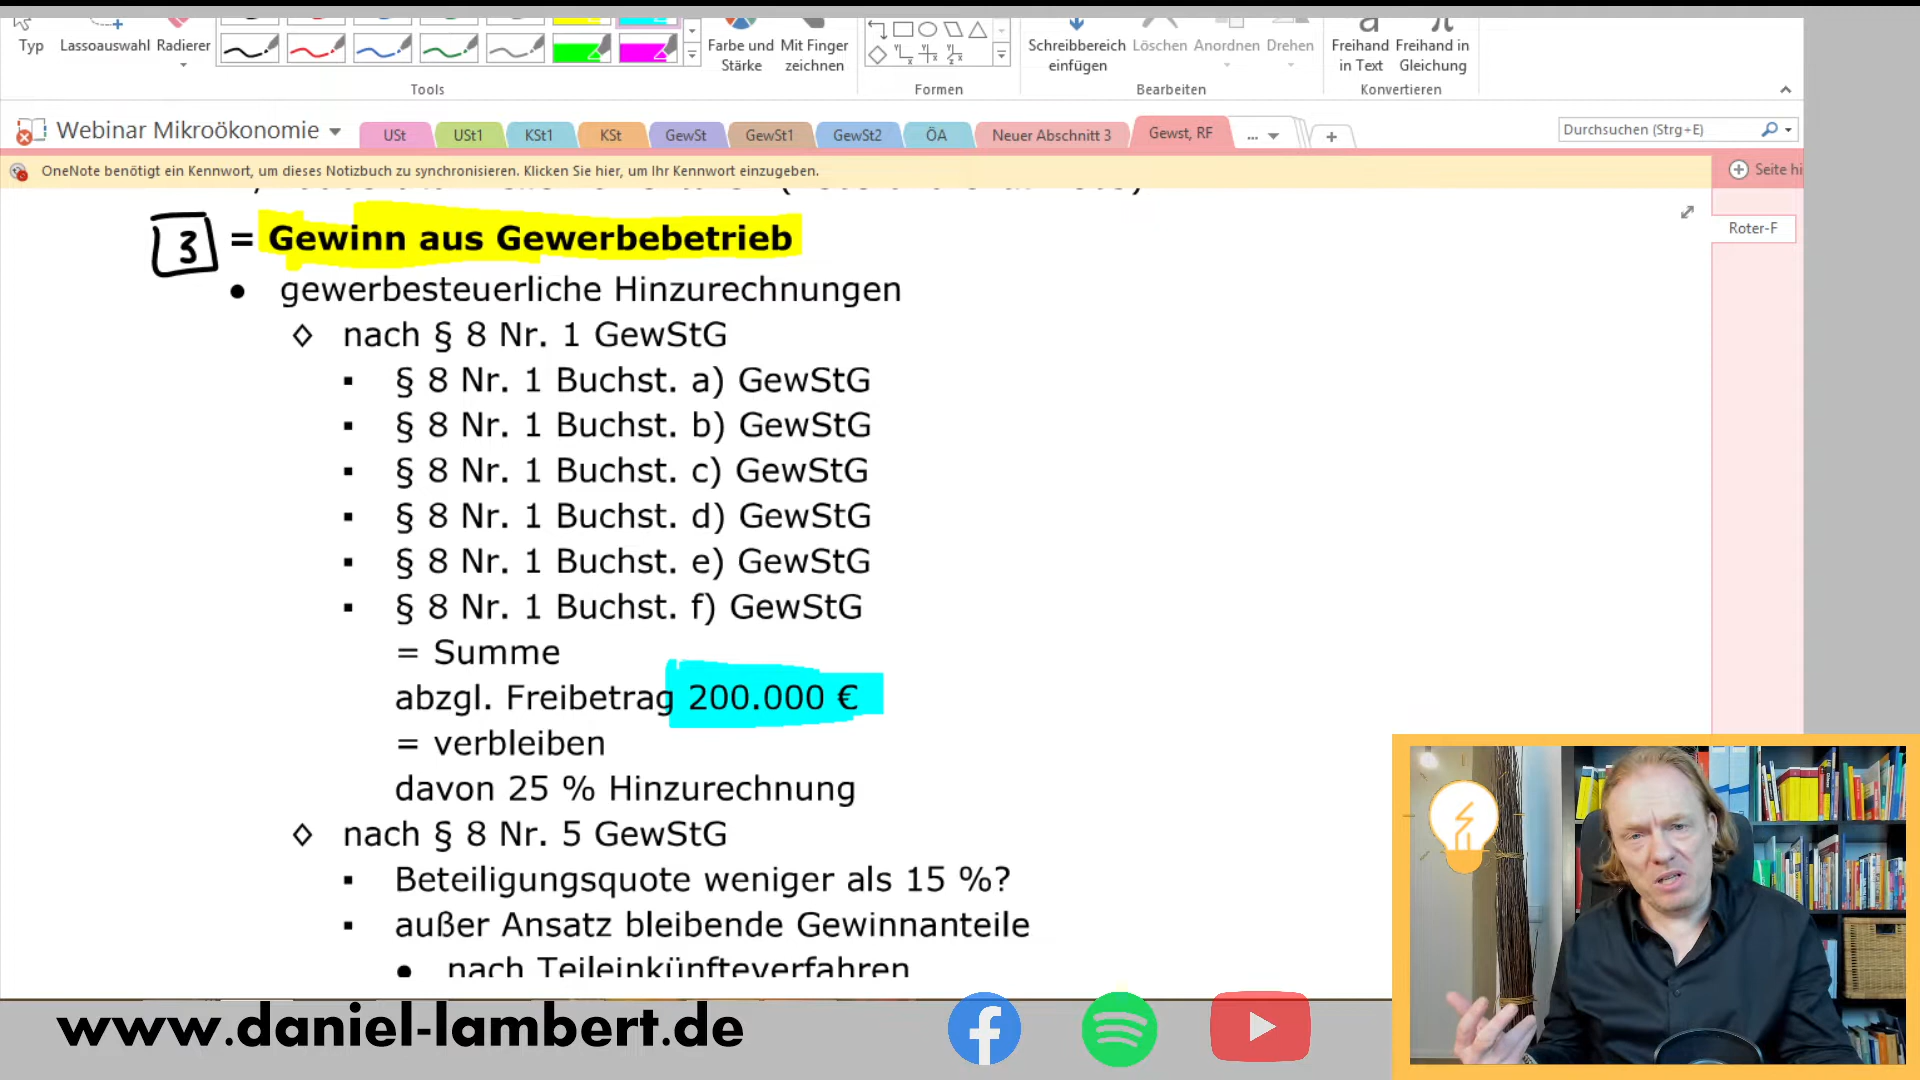 Typ
Lassoauswahl
Radierer
Farbe und Stärke
Mit Finger zeichnen
Schreibbereich einfügen
Löschen
Anordnen
Drehen
Freihand in Text
Freihand in Gleichung
Tools
Formen
Bearbeiten
Konvertieren
Webinar Mikroökonomie
USt
USt1
KSt1
KSt
GewSt
GewSt1
GewSt2
ÖA
Neuer Abschnitt 3
Gewst, RF
...
Durchsuchen (Strg+E)
OneNote benötigt ein Kennwort, um dieses Notizbuch zu synchronisieren. Klicken Sie hier, um Ihr Kennwort einzugeben.
Seite hi
Roter-F
3 = Gewinn aus Gewerbebetrieb
• gewerbesteuerliche Hinzurechnungen
◊ nach § 8 Nr. 1 GewStG
▪ § 8 Nr. 1 Buchst. a) GewStG
▪ § 8 Nr. 1 Buchst. b) GewStG
▪ § 8 Nr. 1 Buchst. c) GewStG
▪ § 8 Nr. 1 Buchst. d) GewStG
▪ § 8 Nr. 1 Buchst. e) GewStG
▪ § 8 Nr. 1 Buchst. f) GewStG
= Summe
abzgl. Freibetrag 200.000 €
= verbleiben
davon 25 % Hinzurechnung
◊ nach § 8 Nr. 5 GewStG
▪ Beteiligungsquote weniger als 15 %?
▪ außer Ansatz bleibende Gewinnanteile
• nach Teileinkünfteverfahren
www.daniel-lambert.de